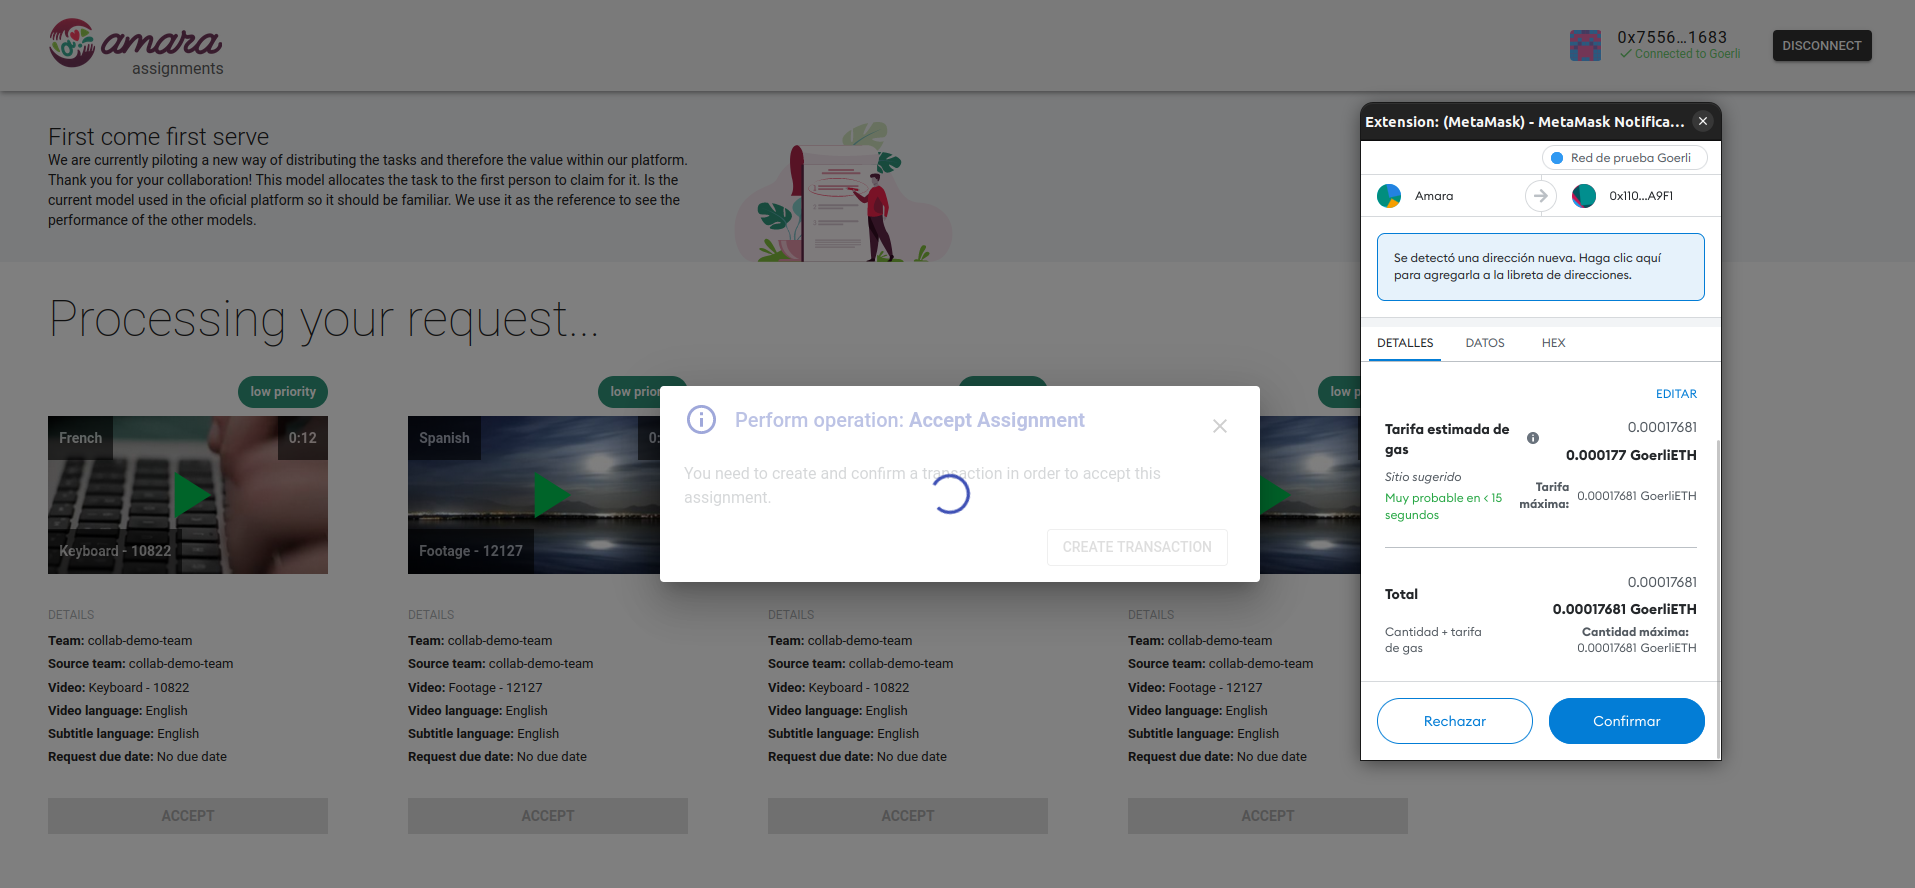 amara
assignments
0x7556...1683
Connected to Goerli
DISCONNECT
First come first serve
We are currently piloting a new way of distributing the tasks and therefore the value within our platform.
Thank you for your collaboration! This model allocates the task to the first person to claim for it. Is the
current model used in the oficial platform so it should be familiar. We use it as the reference to see the
performance of the other models.
Processing your request...
low priority
French
0:12
Keyboard - 10822
DETAILS
Team: collab-demo-team
Source team: collab-demo-team
Video: Keyboard - 10822
Video language: English
Subtitle language: English
Request due date: No due date
ACCEPT
low prior
Spanish
0:
Footage - 12127
DETAILS
Team: collab-demo-team
Source team: collab-demo-team
Video: Footage - 12127
Video language: English
Subtitle language: English
Request due date: No due date
ACCEPT
DETAILS
Team: collab-demo-team
Source team: collab-demo-team
Video: Keyboard - 10822
Video language: English
Subtitle language: English
Request due date: No due date
ACCEPT
low p
DETAILS
Team: collab-demo-team
Source team: collab-demo-team
Video: Footage - 12127
Video language: English
Subtitle language: English
Request due date: No due date
ACCEPT
Perform operation: Accept Assignment
You need to create and confirm a transaction in order to accept this
assignment.
CREATE TRANSACTION
Extension: (MetaMask) - MetaMask Notifica...
Red de prueba Goerli
Amara
0x110...A9F1
Se detectó una dirección nueva. Haga clic aquí
para agregarla a la libreta de direcciones.
DETALLES
DATOS
HEX
EDITAR
Tarifa estimada de
gas
0.00017681
0.000177 GoerliETH
Sitio sugerido
Muy probable en < 15
segundos
Tarifa
máxima:
0.00017681 GoerliETH
Total
0.00017681
0.00017681 GoerliETH
Cantidad + tarifa
de gas
Cantidad máxima:
0.00017681 GoerliETH
Rechazar
Confirmar